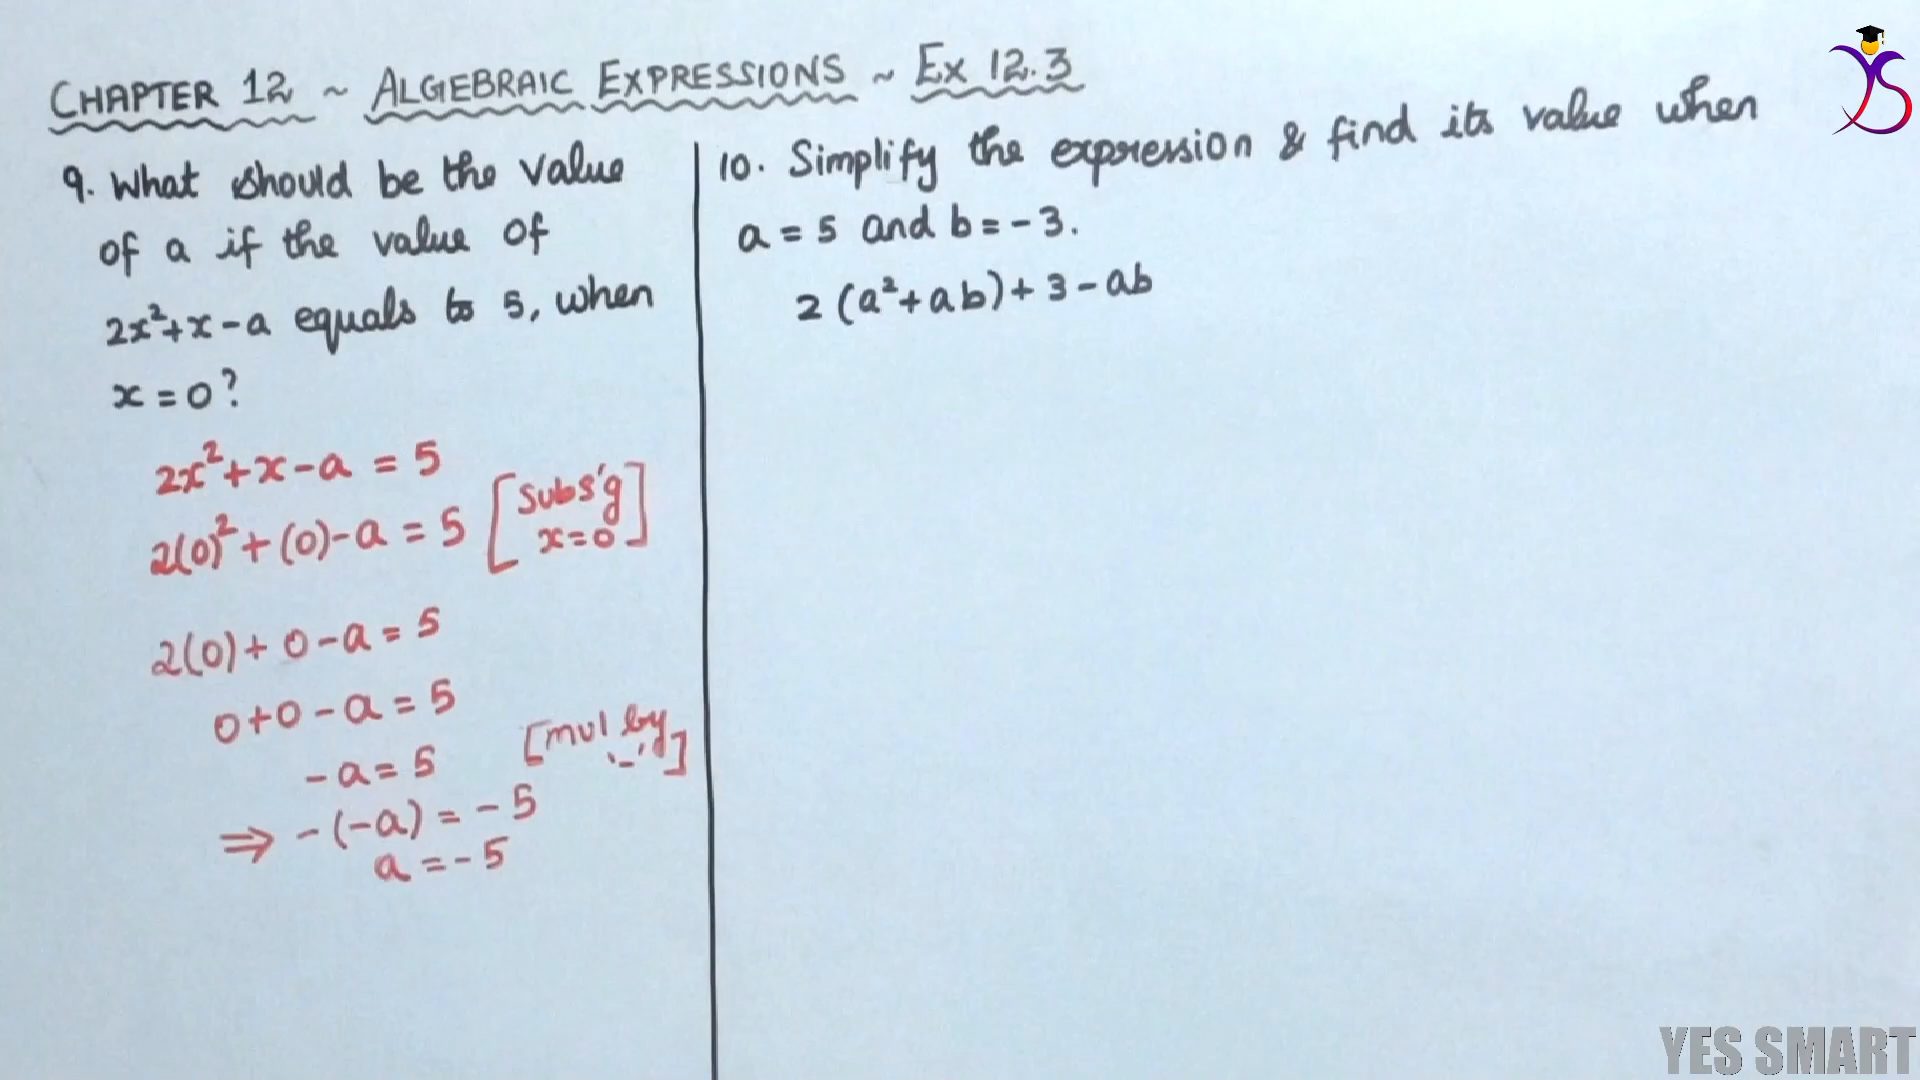 CHAPTER 12 ~ ALGEBRAIC EXPRESSIONS ~ Ex 12.3
9. What should be the value
of a if the value of
2x²+x-a equals to 5, when
x=0?
2x²+x-a = 5
2(0)²+(0)-a = 5 [Subs'g x=0]
2(0)+0-a=5
0+0-a=5
-a=5 [mul by '-']
⇒ -(-a) = -5
a=-5
10. Simplify the expression & find its value when
a=5 and b=-3.
2(a²+ab)+3-ab
YS
YES SMART